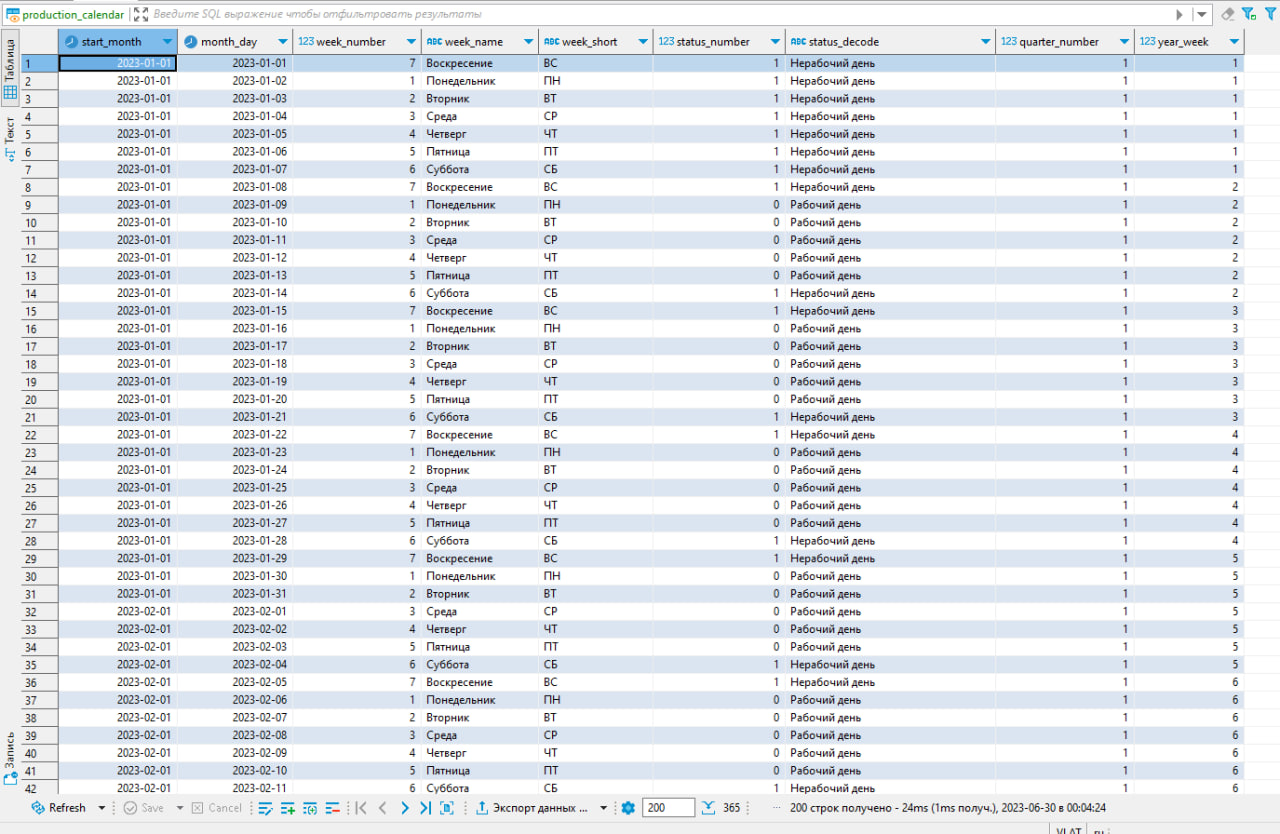 production_calendar Введите SQL выражение чтобы отфильтровать результаты
start_month month_day 123 week_number ABC week_name ABC week_short 123 status_number ABC status_decode 123 quarter_number 123 year_week
1 2023-01-01 2023-01-01 7 Воскресение ВС 1 Нерабочий день 1 1
2 2023-01-01 2023-01-02 1 Понедельник ПН 1 Нерабочий день 1 1
3 2023-01-01 2023-01-03 2 Вторник ВТ 1 Нерабочий день 1 1
4 2023-01-01 2023-01-04 3 Среда СР 1 Нерабочий день 1 1
5 2023-01-01 2023-01-05 4 Четверг ЧТ 1 Нерабочий день 1 1
6 2023-01-01 2023-01-06 5 Пятница ПТ 1 Нерабочий день 1 1
7 2023-01-01 2023-01-07 6 Суббота СБ 1 Нерабочий день 1 1
8 2023-01-01 2023-01-08 7 Воскресение ВС 1 Нерабочий день 1 2
9 2023-01-01 2023-01-09 1 Понедельник ПН 0 Рабочий день 1 2
10 2023-01-01 2023-01-10 2 Вторник ВТ 0 Рабочий день 1 2
11 2023-01-01 2023-01-11 3 Среда СР 0 Рабочий день 1 2
12 2023-01-01 2023-01-12 4 Четверг ЧТ 0 Рабочий день 1 2
13 2023-01-01 2023-01-13 5 Пятница ПТ 0 Рабочий день 1 2
14 2023-01-01 2023-01-14 6 Суббота СБ 1 Нерабочий день 1 2
15 2023-01-01 2023-01-15 7 Воскресение ВС 1 Нерабочий день 1 3
16 2023-01-01 2023-01-16 1 Понедельник ПН 0 Рабочий день 1 3
17 2023-01-01 2023-01-17 2 Вторник ВТ 0 Рабочий день 1 3
18 2023-01-01 2023-01-18 3 Среда СР 0 Рабочий день 1 3
19 2023-01-01 2023-01-19 4 Четверг ЧТ 0 Рабочий день 1 3
20 2023-01-01 2023-01-20 5 Пятница ПТ 0 Рабочий день 1 3
21 2023-01-01 2023-01-21 6 Суббота СБ 1 Нерабочий день 1 3
22 2023-01-01 2023-01-22 7 Воскресение ВС 1 Нерабочий день 1 4
23 2023-01-01 2023-01-23 1 Понедельник ПН 0 Рабочий день 1 4
24 2023-01-01 2023-01-24 2 Вторник ВТ 0 Рабочий день 1 4
25 2023-01-01 2023-01-25 3 Среда СР 0 Рабочий день 1 4
26 2023-01-01 2023-01-26 4 Четверг ЧТ 0 Рабочий день 1 4
27 2023-01-01 2023-01-27 5 Пятница ПТ 0 Рабочий день 1 4
28 2023-01-01 2023-01-28 6 Суббота СБ 1 Нерабочий день 1 4
29 2023-01-01 2023-01-29 7 Воскресение ВС 1 Нерабочий день 1 5
30 2023-01-01 2023-01-30 1 Понедельник ПН 0 Рабочий день 1 5
31 2023-01-01 2023-01-31 2 Вторник ВТ 0 Рабочий день 1 5
32 2023-02-01 2023-02-01 3 Среда СР 0 Рабочий день 1 5
33 2023-02-01 2023-02-02 4 Четверг ЧТ 0 Рабочий день 1 5
34 2023-02-01 2023-02-03 5 Пятница ПТ 0 Рабочий день 1 5
35 2023-02-01 2023-02-04 6 Суббота СБ 1 Нерабочий день 1 5
36 2023-02-01 2023-02-05 7 Воскресение ВС 1 Нерабочий день 1 6
37 2023-02-01 2023-02-06 1 Понедельник ПН 0 Рабочий день 1 6
38 2023-02-01 2023-02-07 2 Вторник ВТ 0 Рабочий день 1 6
39 2023-02-01 2023-02-08 3 Среда СР 0 Рабочий день 1 6
40 2023-02-01 2023-02-09 4 Четверг ЧТ 0 Рабочий день 1 6
41 2023-02-01 2023-02-10 5 Пятница ПТ 0 Рабочий день 1 6
42 2023-02-01 2023-02-11 6 Суббота СБ 1 Нерабочий день 1 6
Таблица
Текст
Запись
Refresh Save Cancel Экспорт данных ... 200 365 ... 200 строк получено - 24ms (1ms получ.), 2023-06-30 в 00:04:24
VLAT ru